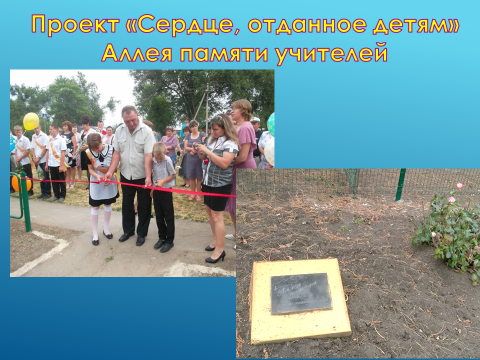 Проект «Сердце, отданное детям»
Аллея памяти учителей